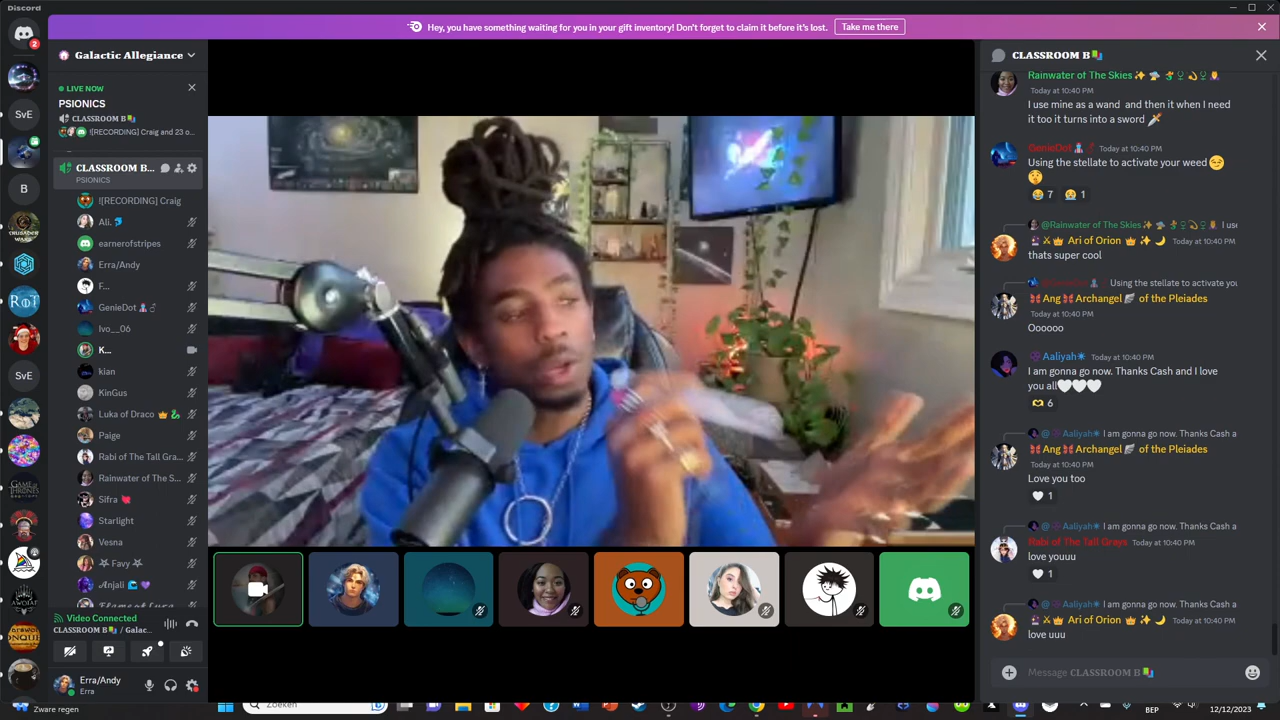 Discord
2
Hey, you have something waiting for you in your gift inventory! Don't forget to claim it before it's lost.
Take me there
Galactic Allegiance
LIVE NOW
PSIONICS
CLASSROOM B
![RECORDING] Craig and 23 o...
CLASSROOM B...
PSIONICS
![RECORDING] Craig
Ali.
earnerofstripes
Erra/Andy
F...
GenieDot
Ivo__06
K...
kian
KinGus
Luka of Draco
Paige
Rabi of The Tall Gra...
Rainwater of The S...
Sifra
Starlight
Vesna
Favy
Anjali
Video Connected
CLASSROOM B / Galac...
Erra/Andy
Erra
SvE
B
RöT
SvE
GAME OF THRONES
CLASSROOM B
Rainwater of The Skies
Today at 10:40 PM
I use mine as a wand and then it when I need
it too it turns into a sword
GenieDot Today at 10:40 PM
Using the stellate to activate your weed
7 1
@Rainwater of The Skies I use
Ari of Orion Today at 10:40 PM
thats super cool
Using the stellate to activate you
Ang Archangel of the Pleiades
Today at 10:40 PM
Oooooo
Aaliyah Today at 10:40 PM
I am gonna go now. Thanks Cash and I love
you all
6
@ Aaliyah I am gonna go now. Thanks Cash a
Ang Archangel of the Pleiades
Today at 10:40 PM
Love you too
1
@ Aaliyah I am gonna go now. Thanks Cash a
Rabi of The Tall Grays Today at 10:40 PM
love youuu
1
@ Aaliyah I am gonna go now. Thanks Cash a
Ari of Orion Today at 10:40 PM
love uuu
Message CLASSROOM B
Zware regen
Zoeken
BEP
12/12/2023